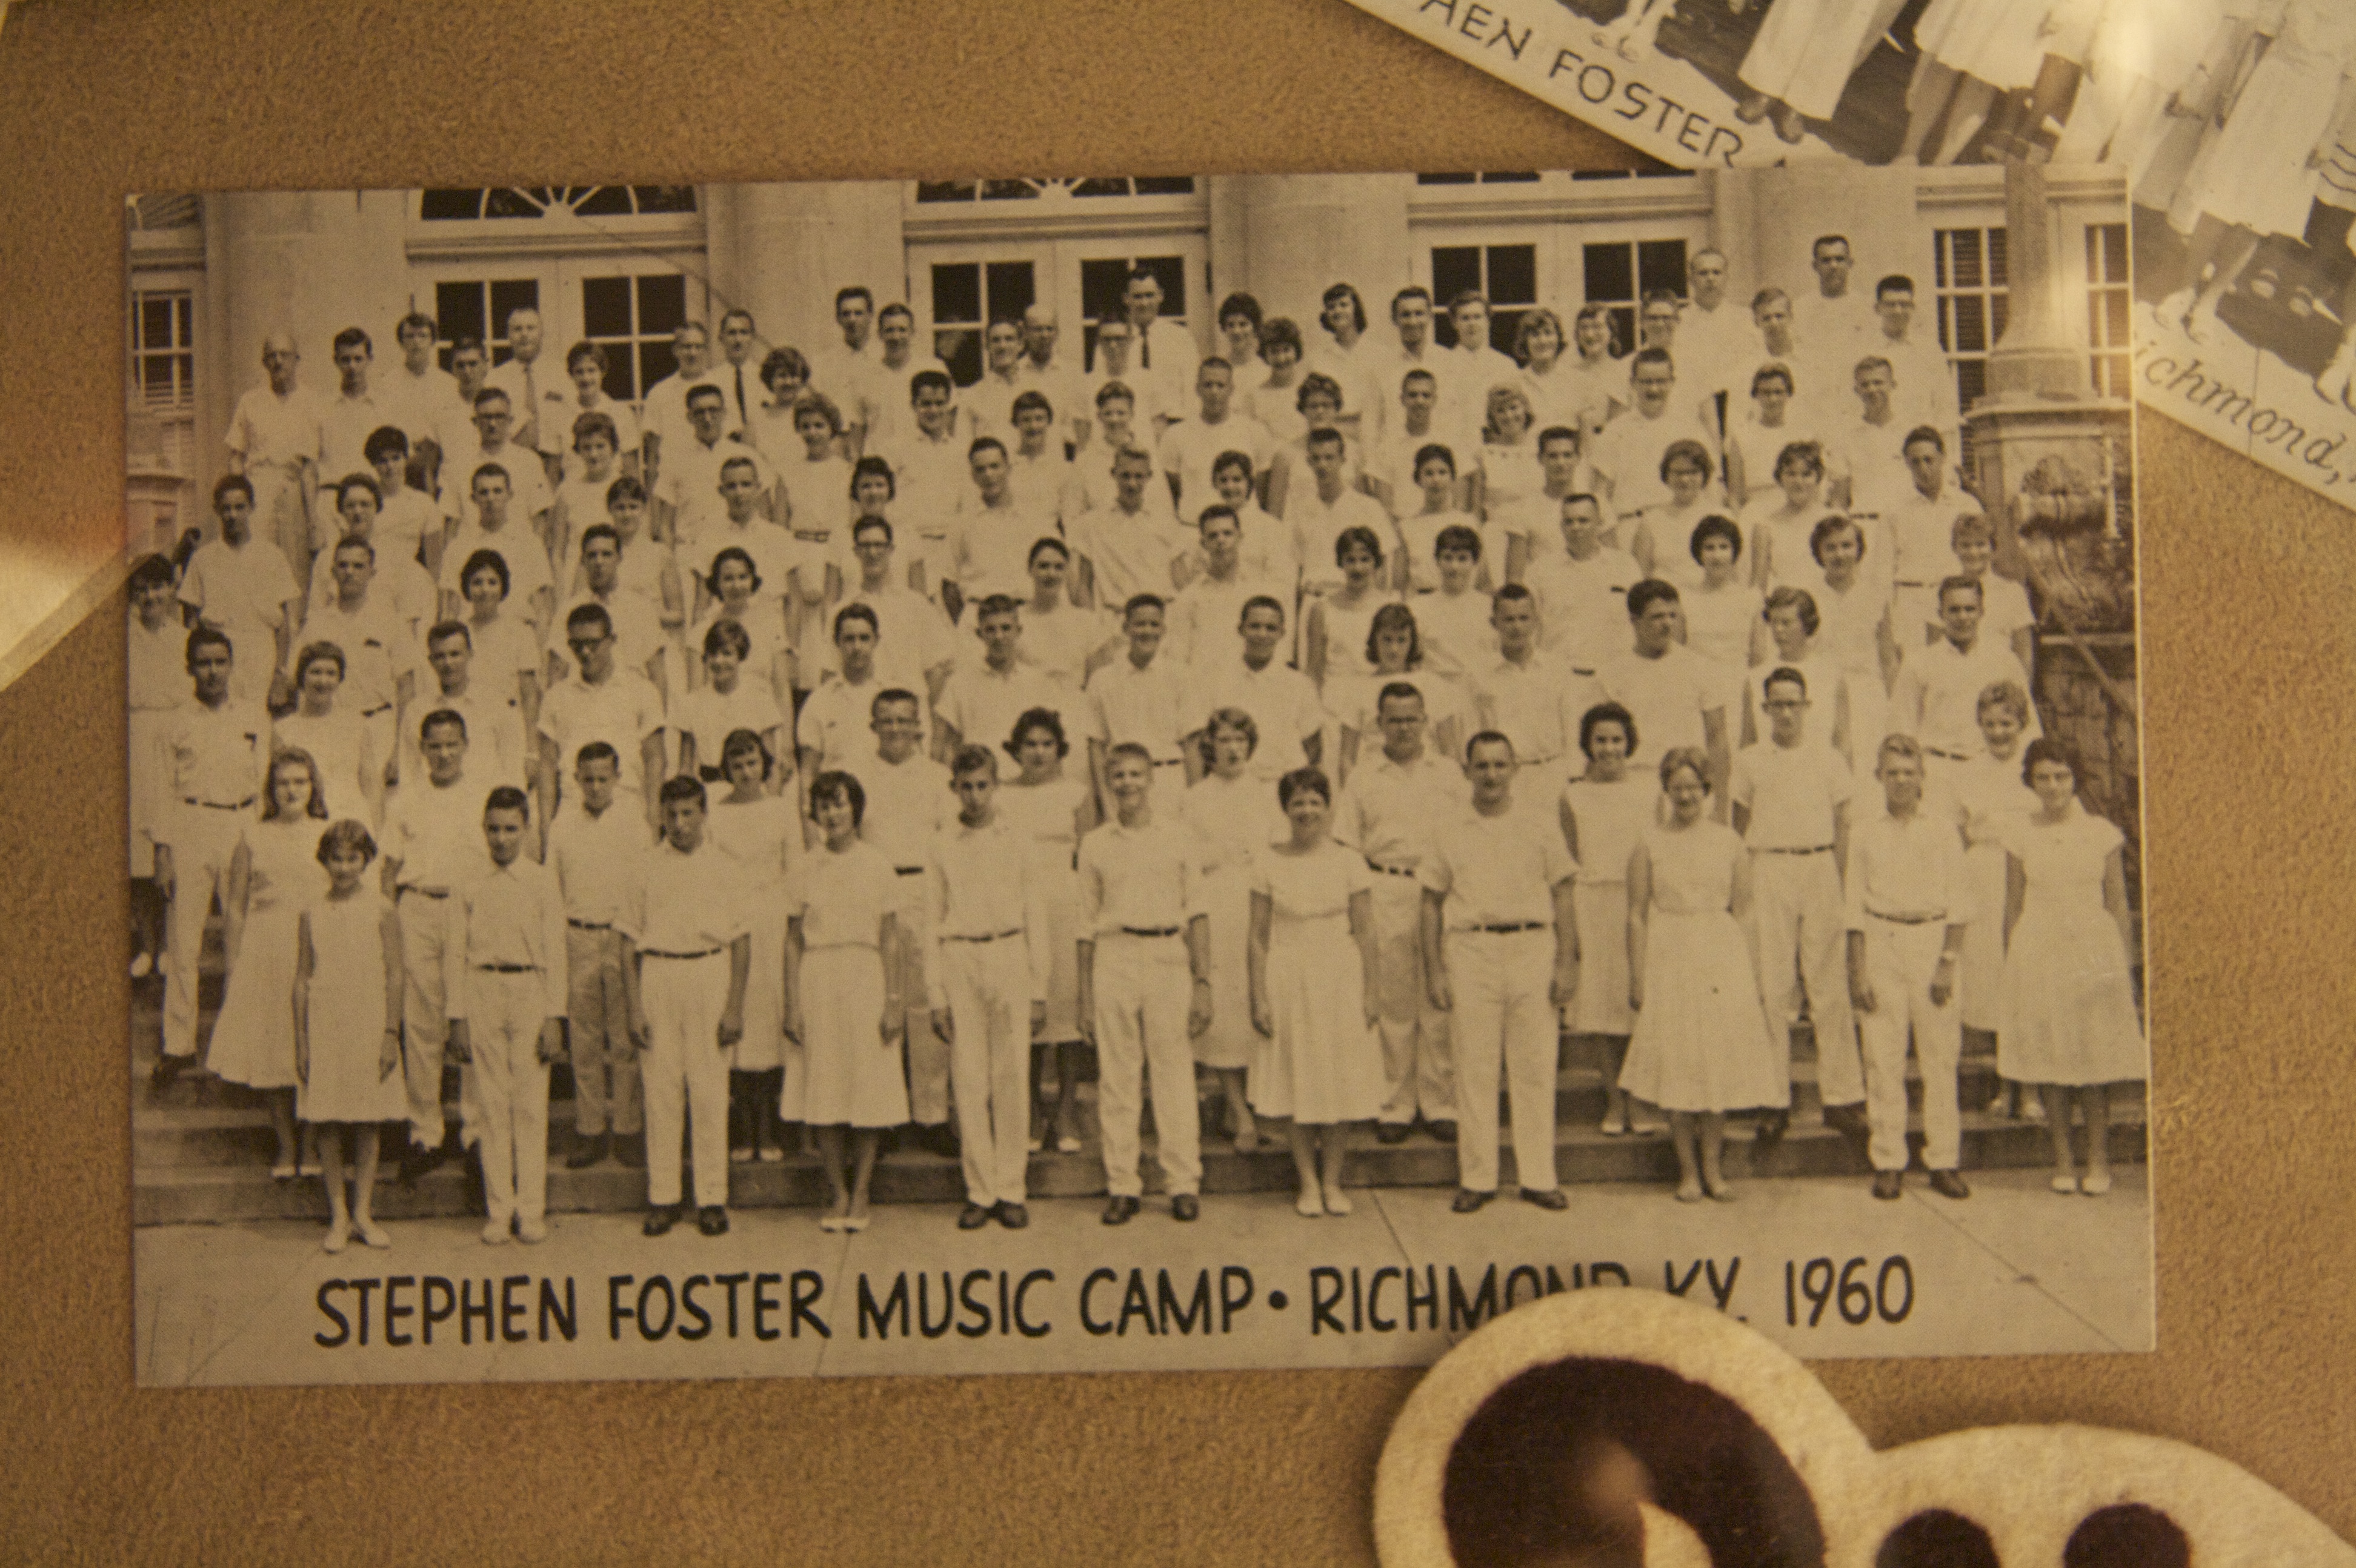 HEN FOSTER
ichmond,
STEPHEN FOSTER MUSIC CAMP • RICHMOND KY. 1960